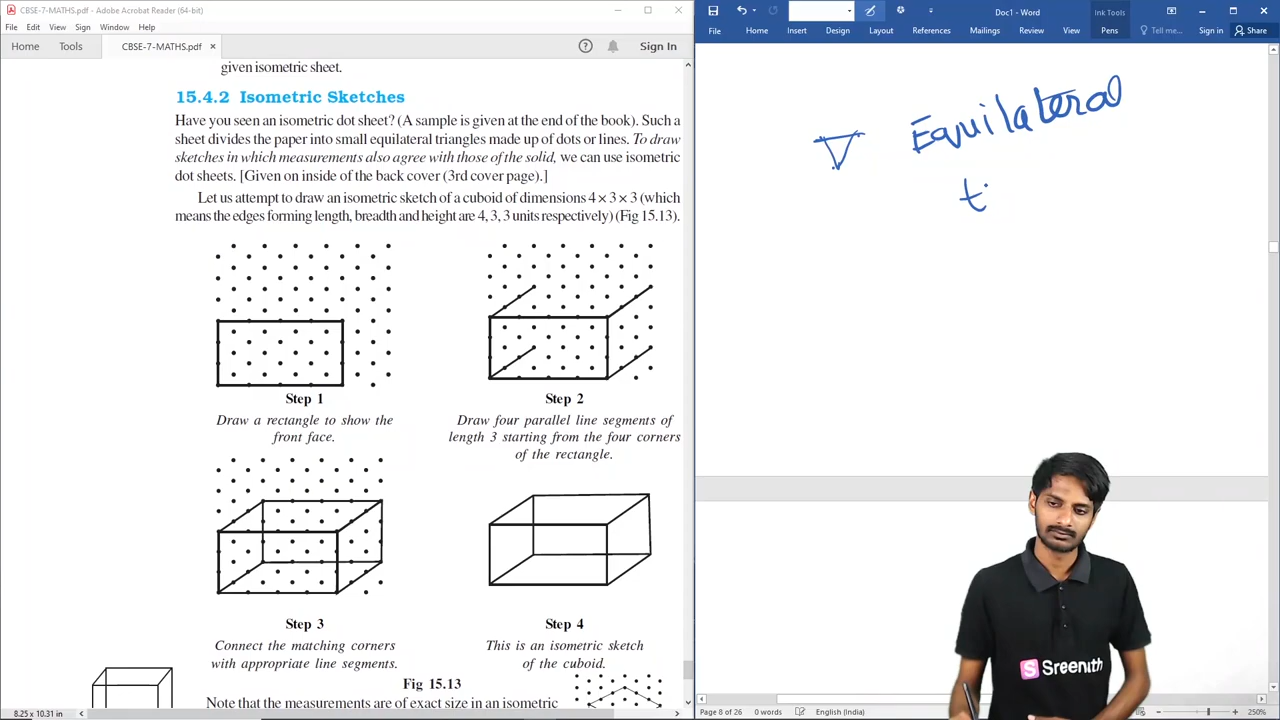 CBSE-7-MATHS.pdf - Adobe Acrobat Reader (64-bit)
File Edit View Sign Window Help
Home Tools CBSE-7-MATHS.pdf × Sign In
given isometric sheet.
15.4.2 Isometric Sketches
Have you seen an isometric dot sheet? (A sample is given at the end of the book). Such a
sheet divides the paper into small equilateral triangles made up of dots or lines. To draw
sketches in which measurements also agree with those of the solid, we can use isometric
dot sheets. [Given on inside of the back cover (3rd cover page).]
Let us attempt to draw an isometric sketch of a cuboid of dimensions 4 × 3 × 3 (which
means the edges forming length, breadth and height are 4, 3, 3 units respectively) (Fig 15.13).
Step 1
Draw a rectangle to show the
front face.
Step 2
Draw four parallel line segments of
length 3 starting from the four corners
of the rectangle.
Step 3
Connect the matching corners
with appropriate line segments.
Step 4
This is an isometric sketch
of the cuboid.
Fig 15.13
Note that the measurements are of exact size in an isometric
8.25 x 10.31 in
Doc1 - Word
Ink Tools
File Home Insert Design Layout References Mailings Review View Pens Tell me... Sign in Share
Equilateral
t
S Sreenidhi
Page 8 of 26 0 words English (India) 250%